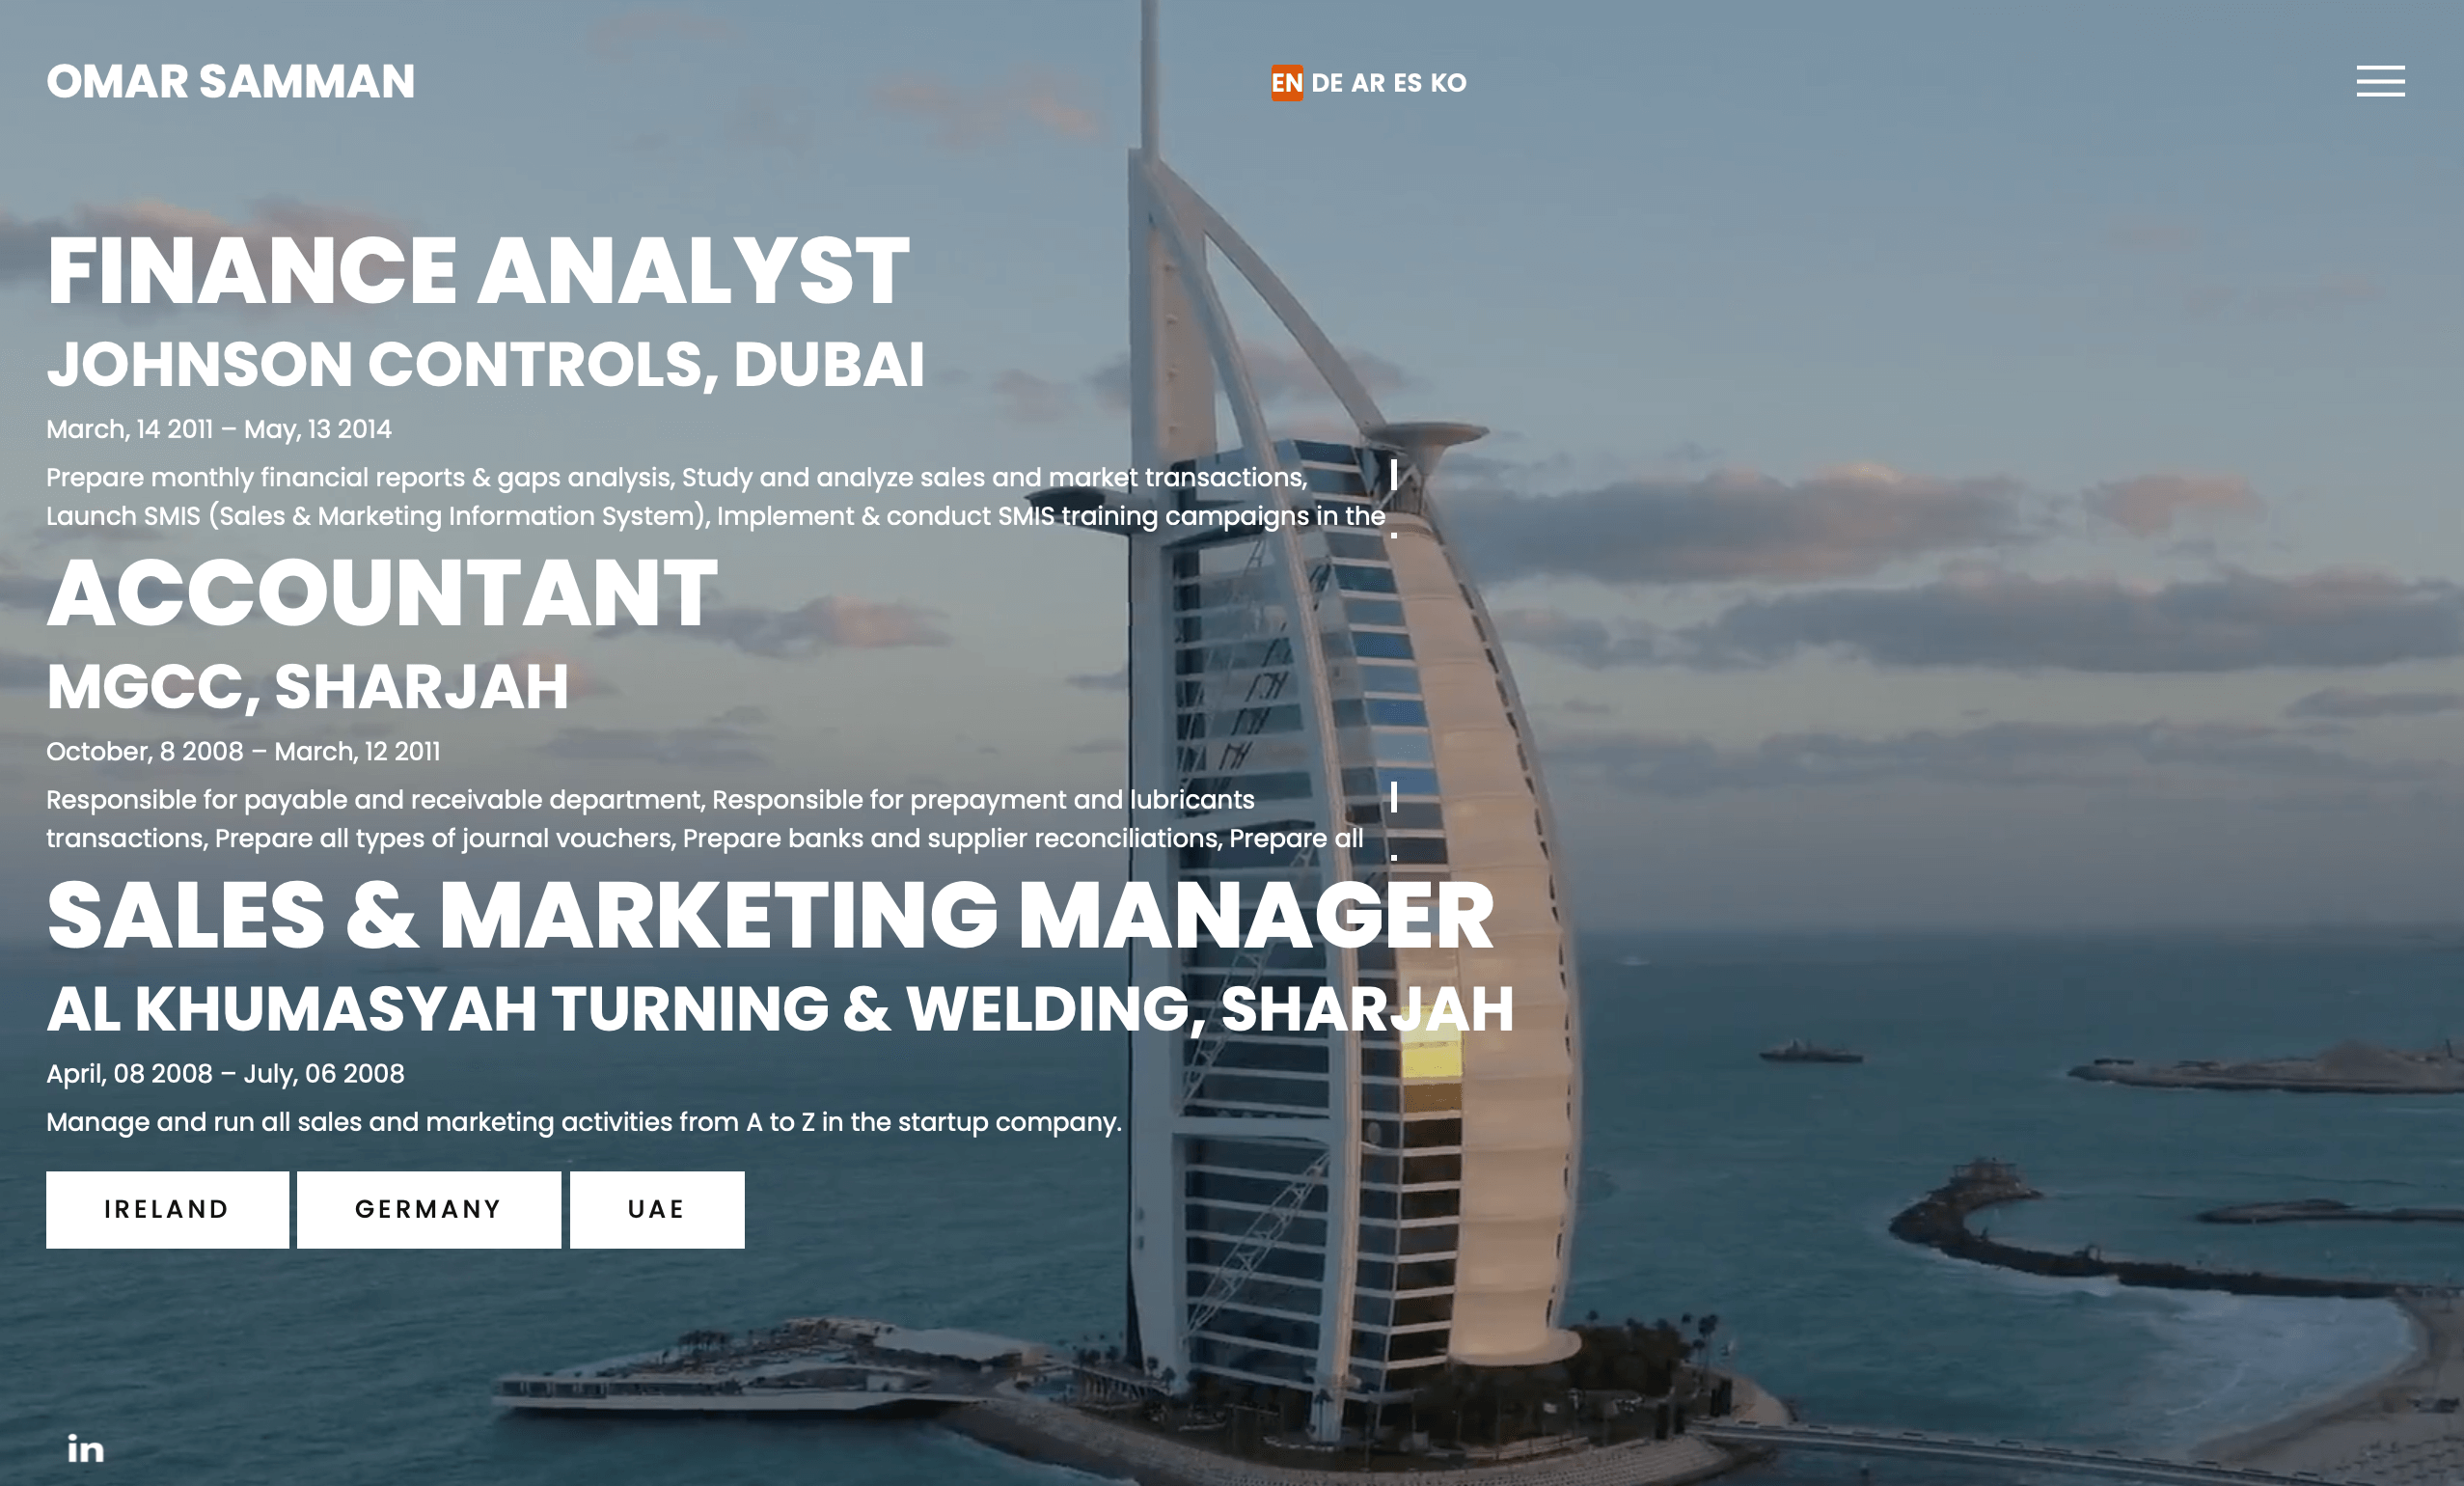 OMAR SAMMAN
EN DE AR ES KO
FINANCE ANALYST
JOHNSON CONTROLS, DUBAI
March, 14 2011 – May, 13 2014
Prepare monthly financial reports & gaps analysis, Study and analyze sales and market transactions,
Launch SMIS (Sales & Marketing Information System), Implement & conduct SMIS training campaigns in the
ACCOUNTANT
MGCC, SHARJAH
October, 8 2008 – March, 12 2011
Responsible for payable and receivable department, Responsible for prepayment and lubricants
transactions, Prepare all types of journal vouchers, Prepare banks and supplier reconciliations, Prepare all
SALES & MARKETING MANAGER
AL KHUMASYAH TURNING & WELDING, SHARJAH
April, 08 2008 – July, 06 2008
Manage and run all sales and marketing activities from A to Z in the startup company.
IRELAND GERMANY UAE
in